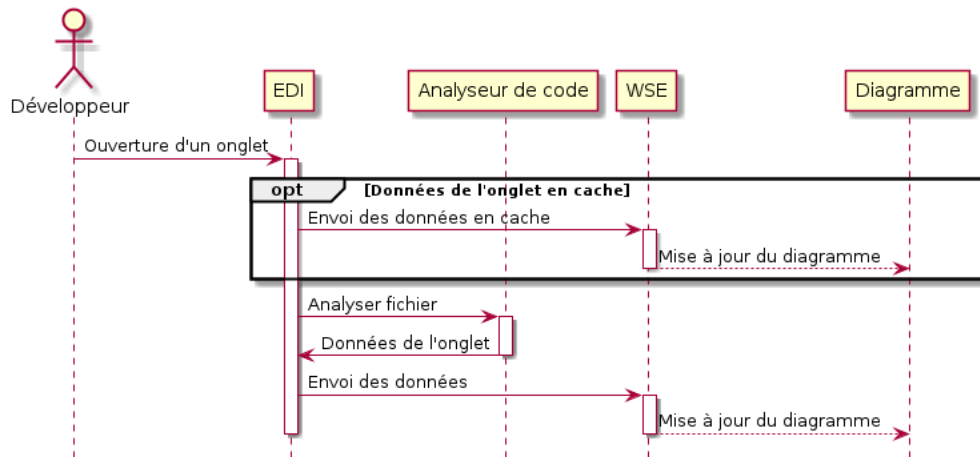 Développeur
EDI
Analyseur de code
WSE
Diagramme
Ouverture d'un onglet
opt
[Données de l'onglet en cache]
Envoi des données en cache
Mise à jour du diagramme
Analyser fichier
Données de l'onglet
Envoi des données
Mise à jour du diagramme